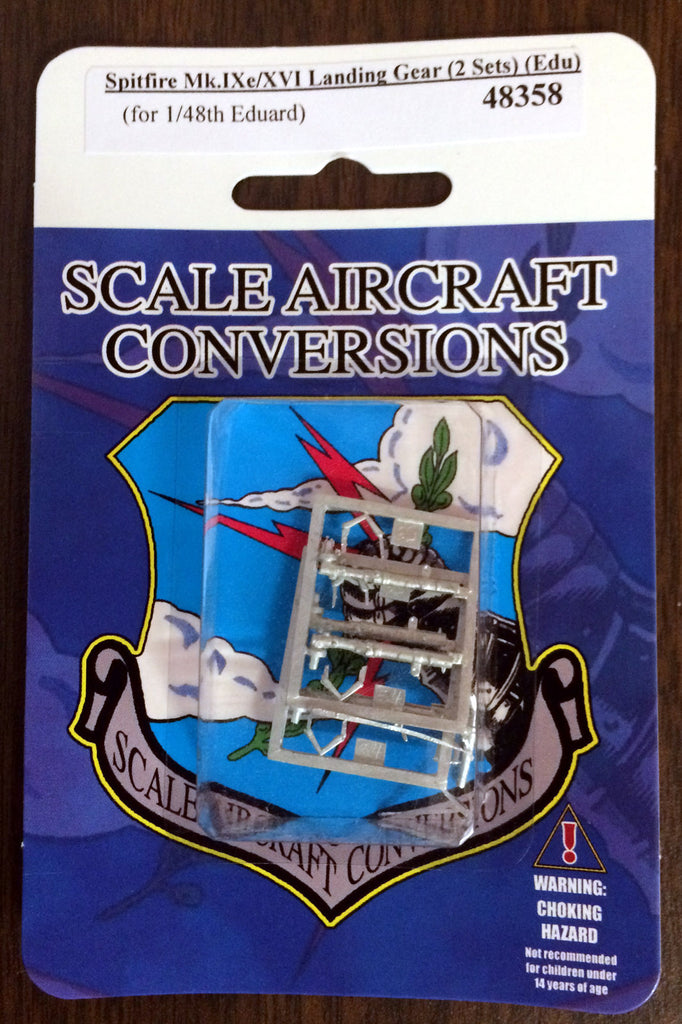 Spitfire Mk.IXe/XVI Landing Gear (2 Sets) (Edu)
(for 1/48th Eduard) 48358
SCALE AIRCRAFT
CONVERSIONS
SCALE AIRCRAFT CONVERSIONS
WARNING:
CHOKING
HAZARD
Not recommended
for children under
14 years of age